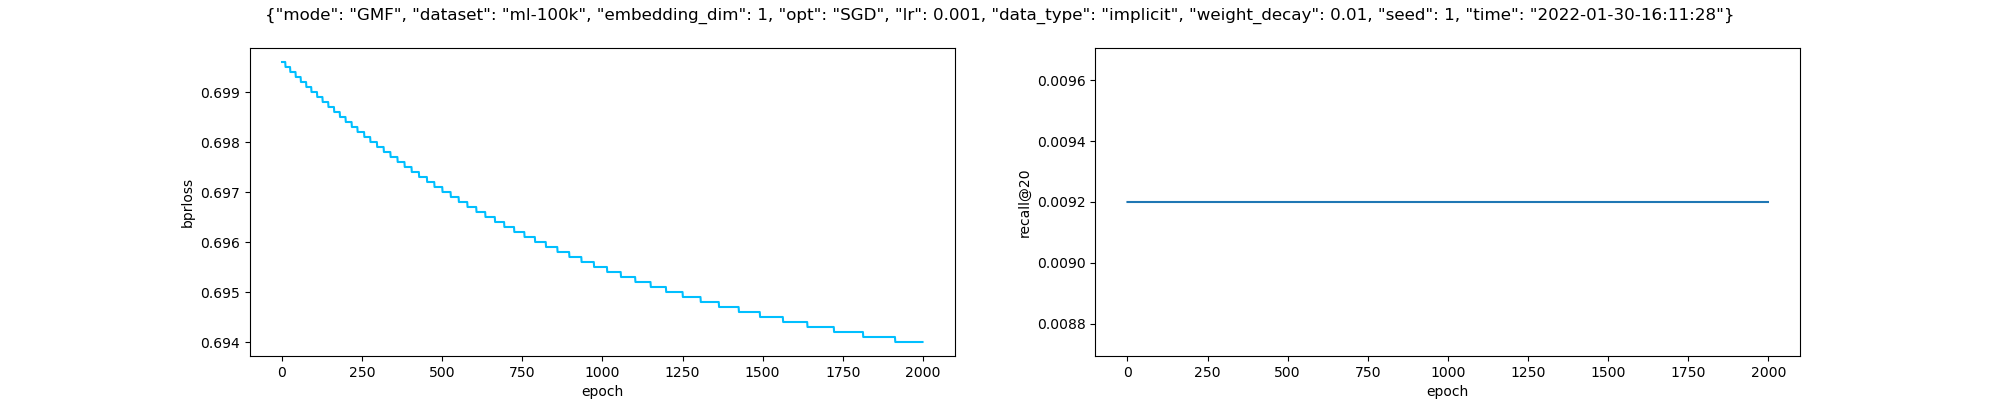 {"mode": "GMF", "dataset": "ml-100k", "embedding_dim": 1, "opt": "SGD", "lr": 0.001, "data_type": "implicit", "weight_decay": 0.01, "seed": 1, "time": "2022-01-30-16:11:28"}
bprloss
0.699
0.698
0.697
0.696
0.695
0.694
0 250 500 750 1000 1250 1500 1750 2000
epoch
recall@20
0.0096
0.0094
0.0092
0.0090
0.0088
0 250 500 750 1000 1250 1500 1750 2000
epoch